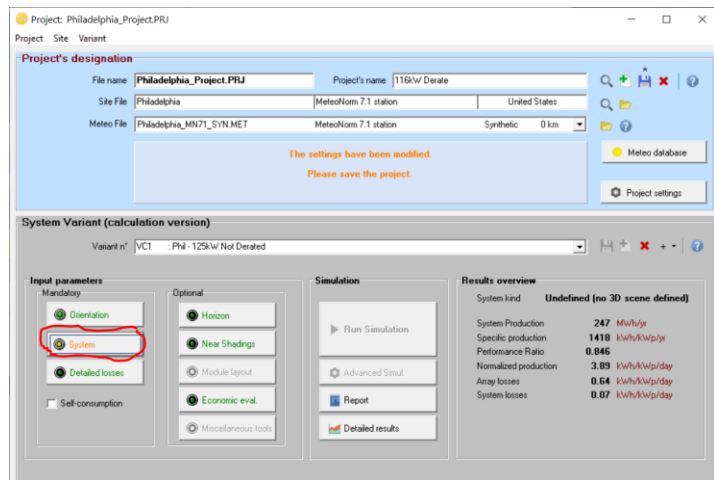 Project: Philadelphia_Project.PRJ
Project Site Variant
Project's designation
File name Philadelphia_Project.PRJ Project's name 116kW Derate
Site File Philadelphia MeteoNorm 7.1 station United States
Meteo File Philadelphia_MN71_SYN.MET MeteoNorm 7.1 station Synthetic 0 km
The settings have been modified.
Please save the project.
Meteo database
Project settings
System Variant (calculation version)
Variant n° VC1 : Phil - 125kW Not Derated
Input parameters
Mandatory
Orientation
System
Detailed losses
Self-consumption
Optional
Horizon
Near Shadings
Module layout
Economic eval.
Miscellaneous tools
Simulation
Run Simulation
Advanced Simul.
Report
Detailed results
Results overview
System kind Undefined (no 3D scene defined)
System Production 247 MWh/yr
Specific production 1418 kWh/kWp/yr
Performance Ratio 0.846
Normalized production 3.89 kWh/kWp/day
Array losses 0.64 kWh/kWp/day
System losses 0.07 kWh/kWp/day